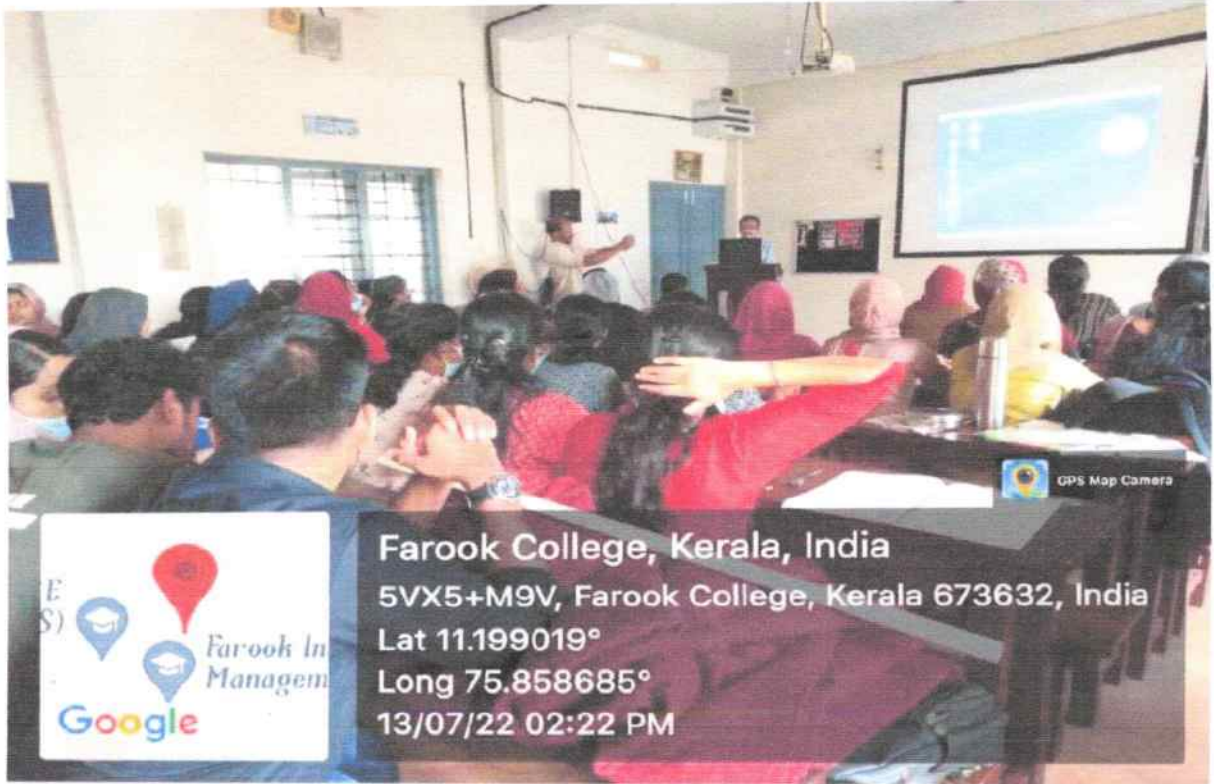 GPS Map Camera
Farook College, Kerala, India
5VX5+M9V, Farook College, Kerala 673632, India
Lat 11.199019°
Long 75.858685°
13/07/22 02:22 PM
E
S)
Farook In
Managem
Google